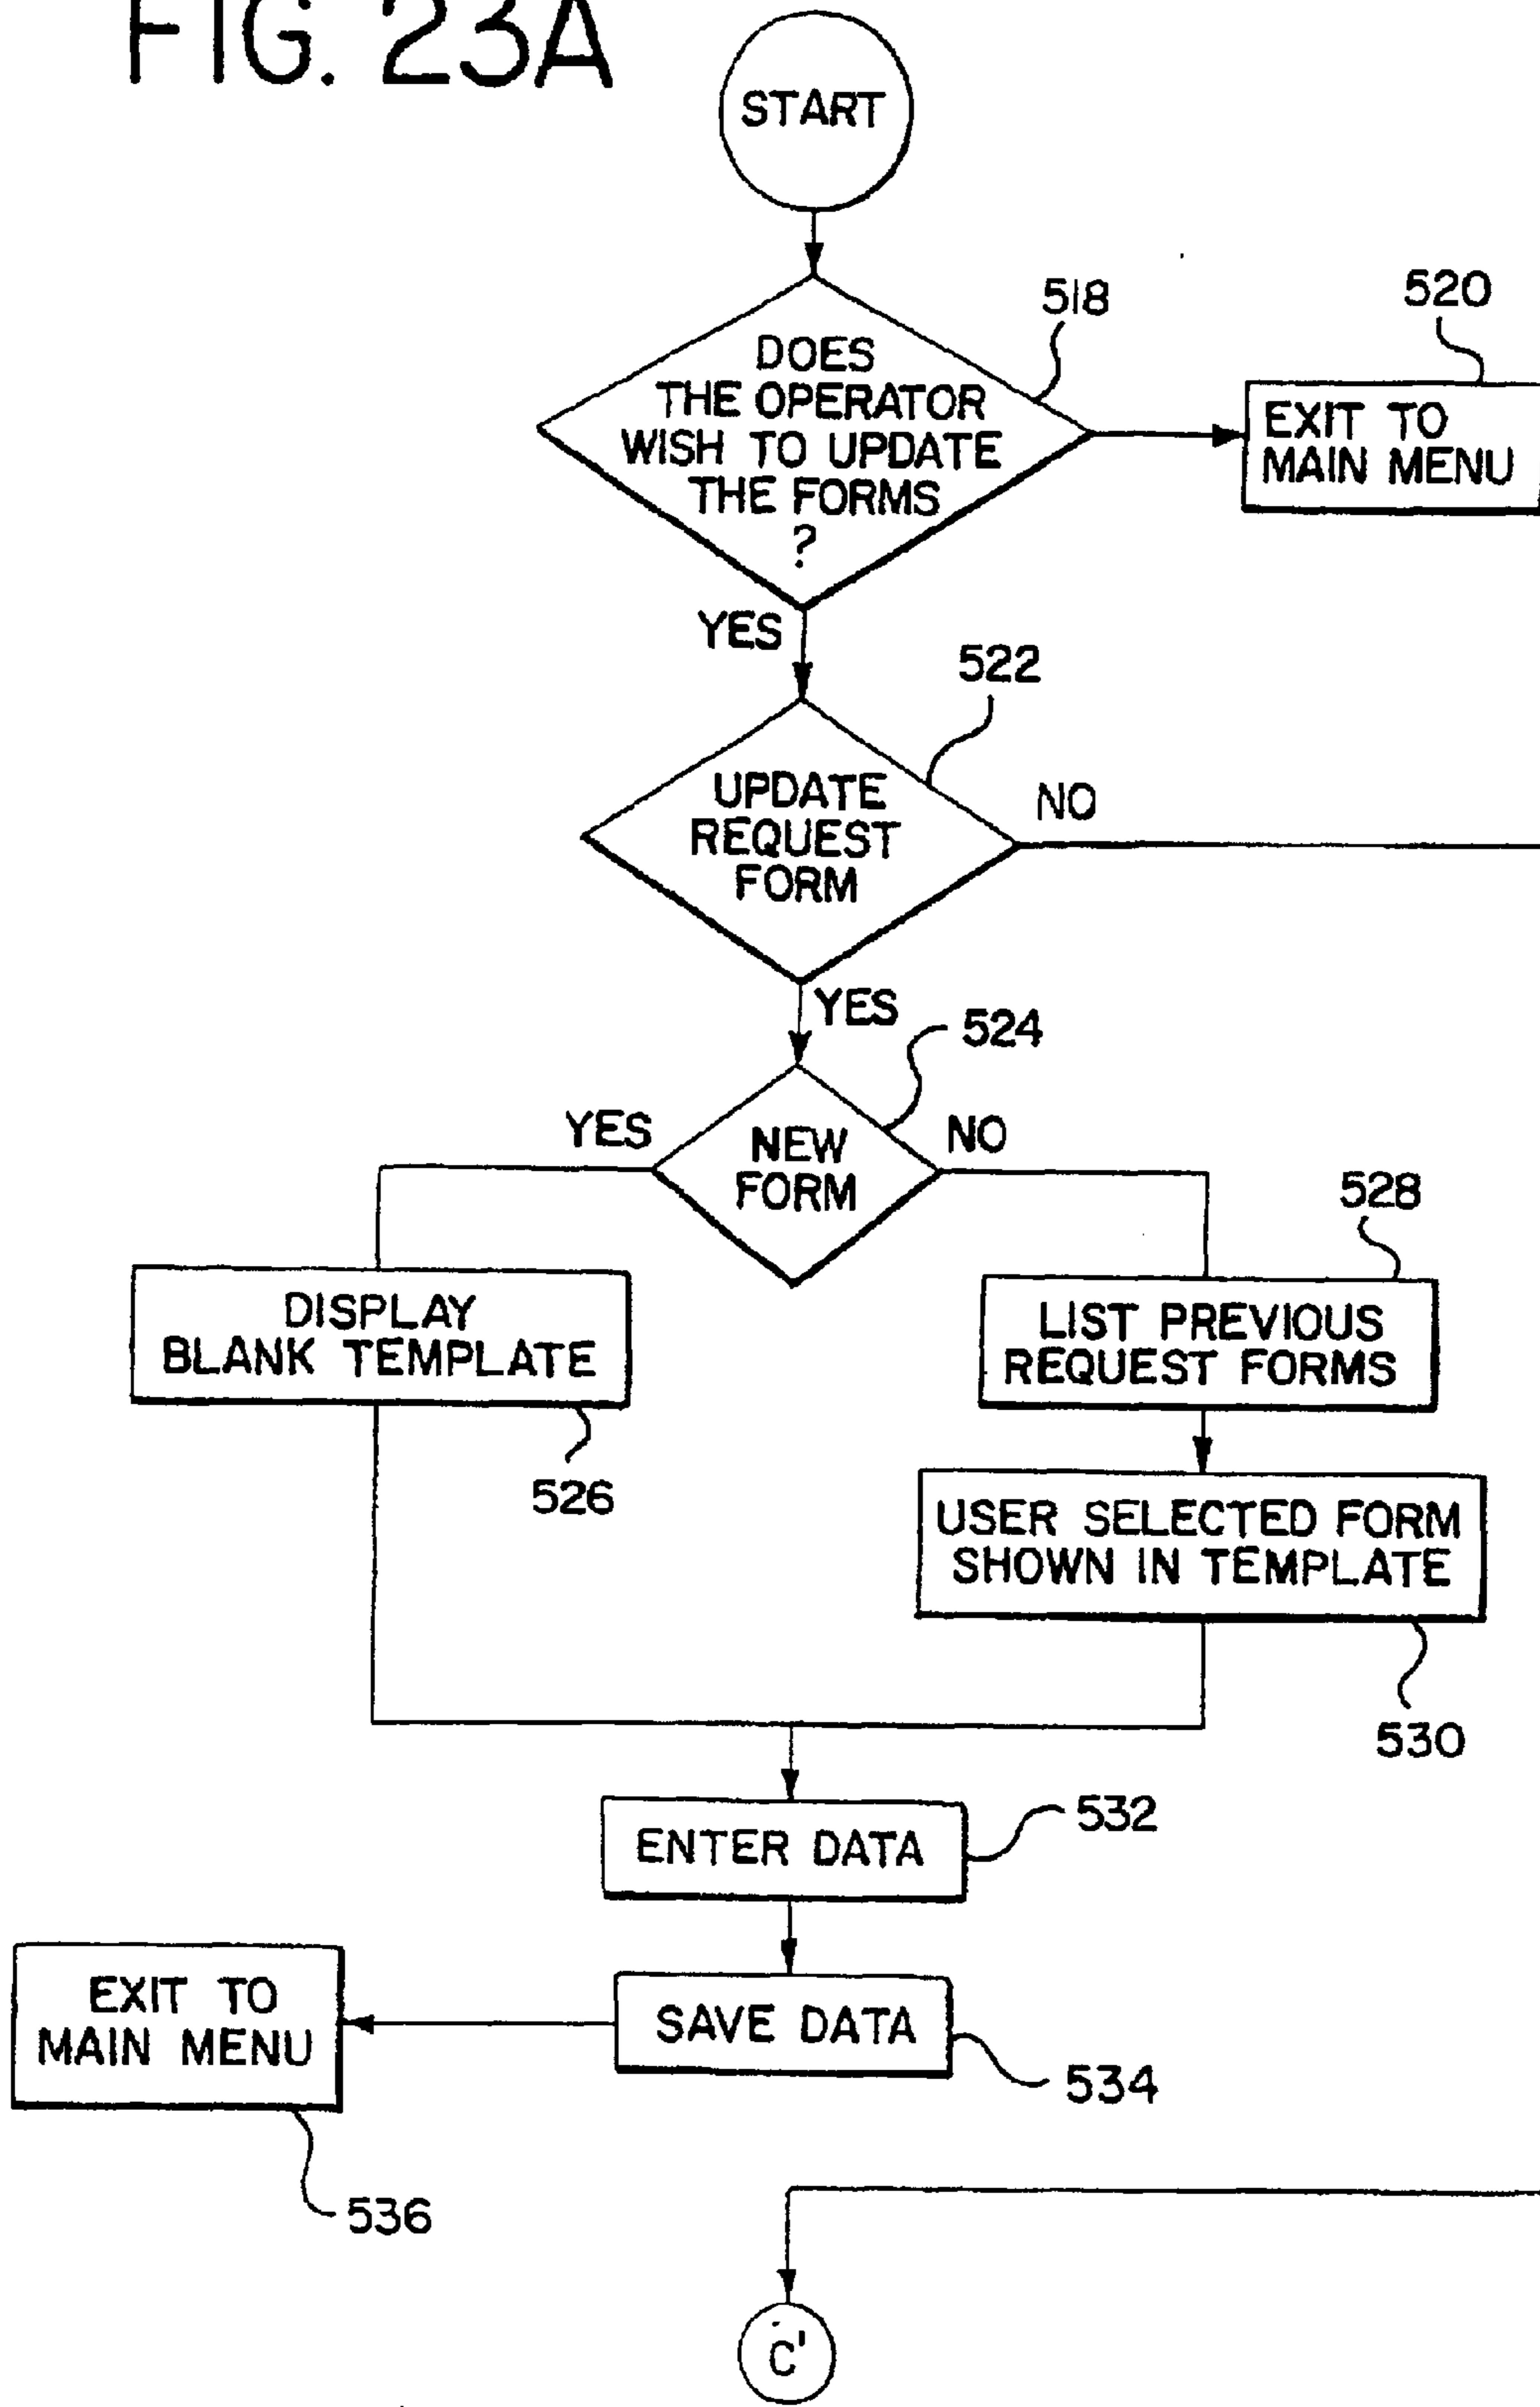 FIG. 23A
START
518
520
DOES
THE OPERATOR
WISH TO UPDATE
THE FORMS
?
EXIT TO
MAIN MENU
YES
522
UPDATE
REQUEST
FORM
NO
YES
524
YES
NEW
FORM
NO
528
DISPLAY
BLANK TEMPLATE
LIST PREVIOUS
REQUEST FORMS
526
USER SELECTED FORM
SHOWN IN TEMPLATE
530
532
ENTER DATA
EXIT TO
MAIN MENU
SAVE DATA
534
536
C'